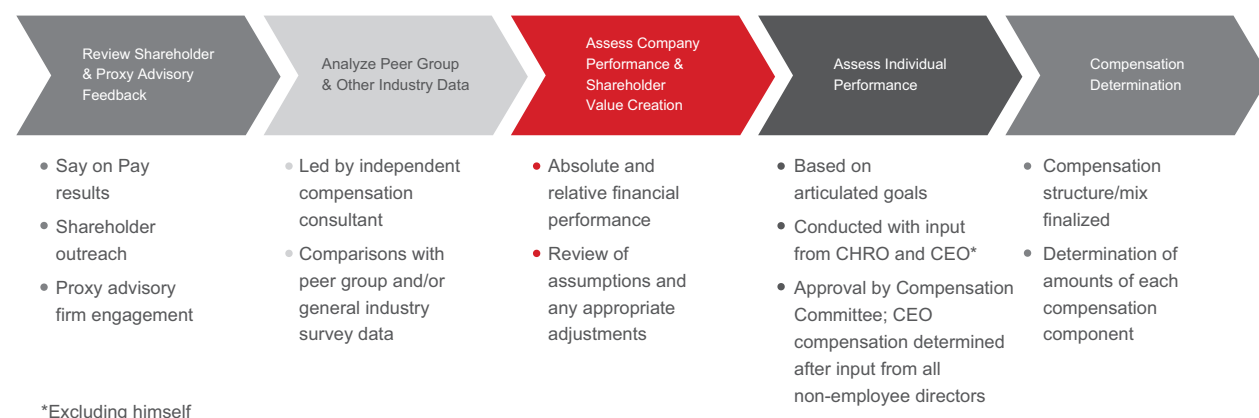 Review Shareholder
& Proxy Advisory
Feedback
Analyze Peer Group
& Other Industry Data
Assess Company
Performance &
Shareholder
Value Creation
Assess Individual
Performance
Compensation
Determination
• Say on Pay
results
• Shareholder
outreach
• Proxy advisory
firm engagement
• Led by independent
compensation
consultant
• Comparisons with
peer group and/or
general industry
survey data
• Absolute and
relative financial
performance
• Review of
assumptions and
any appropriate
adjustments
• Based on
articulated goals
• Conducted with input
from CHRO and CEO*
• Approval by Compensation
Committee; CEO
compensation determined
after input from all
non-employee directors
• Compensation
structure/mix
finalized
• Determination of
amounts of each
compensation
component
*Excluding himself